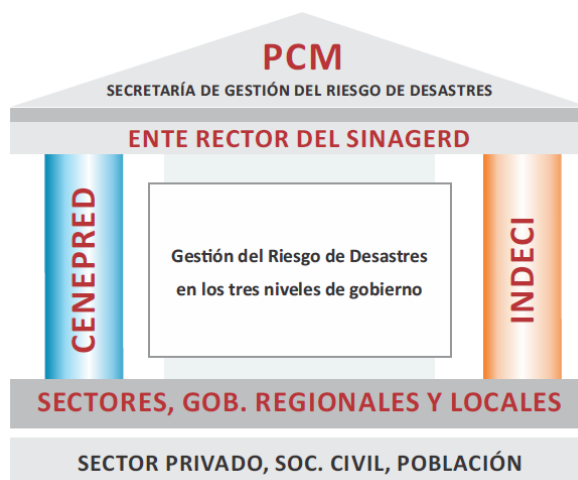 PCM
SECRETARÍA DE GESTIÓN DEL RIESGO DE DESASTRES
ENTE RECTOR DEL SINAGERD
CENEPRED
Gestión del Riesgo de Desastres
en los tres niveles de gobierno
INDECI
SECTORES, GOB. REGIONALES Y LOCALES
SECTOR PRIVADO, SOC. CIVIL, POBLACIÓN